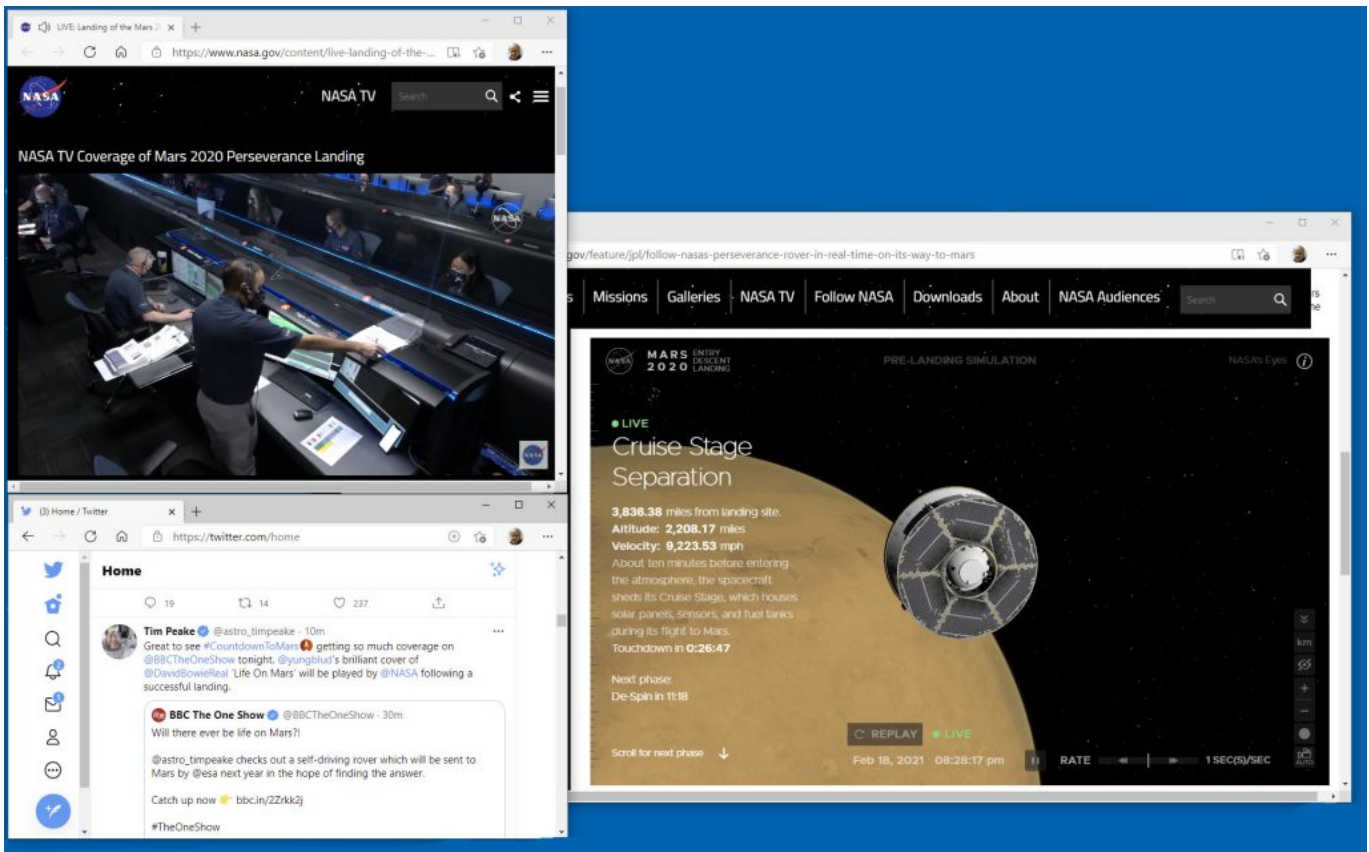 LIVE: Landing of the Mars 2
https://www.nasa.gov/content/live-landing-of-the-...
NASA
NASA TV
Search
NASA TV Coverage of Mars 2020 Perseverance Landing
NASA
(3) Home / Twitter
https://twitter.com/home
Home
19 14 237
Tim Peake @astro_timpeake · 10m
Great to see #CountdownToMars getting so much coverage on
@BBCTheOneShow tonight. @yungblud's brilliant cover of
@DavidBowieReal 'Life On Mars' will be played by @NASA following a
successful landing.
BBC The One Show @BBCTheOneShow · 30m
Will there ever be life on Mars?!
@astro_timpeake checks out a self-driving rover which will be sent to
Mars by @esa next year in the hope of finding the answer.
Catch up now 👉 bbc.in/2Zrkk2j
#TheOneShow
gov/feature/jpl/follow-nasas-perseverance-rover-in-real-time-on-its-way-to-mars
s Missions Galleries NASA TV Follow NASA Downloads About NASA Audiences Search
rs
ne
NASA
MARS 2020 ENTRY DESCENT LANDING
PRE-LANDING SIMULATION
NASA's Eyes
LIVE
Cruise Stage
Separation
3,836.38 miles from landing site.
Altitude: 2,208.17 miles
Velocity: 9,223.53 mph
About ten minutes before entering
the atmosphere, the spacecraft
sheds its Cruise Stage, which houses
solar panels, sensors, and fuel tanks
during its flight to Mars.
Touchdown in 0:26:47
Next phase:
De-Spin in 11:18
Scroll for next phase
REPLAY LIVE
Feb 18, 2021 08:28:17 pm
RATE
1 SEC(S)/SEC
km
AUTO